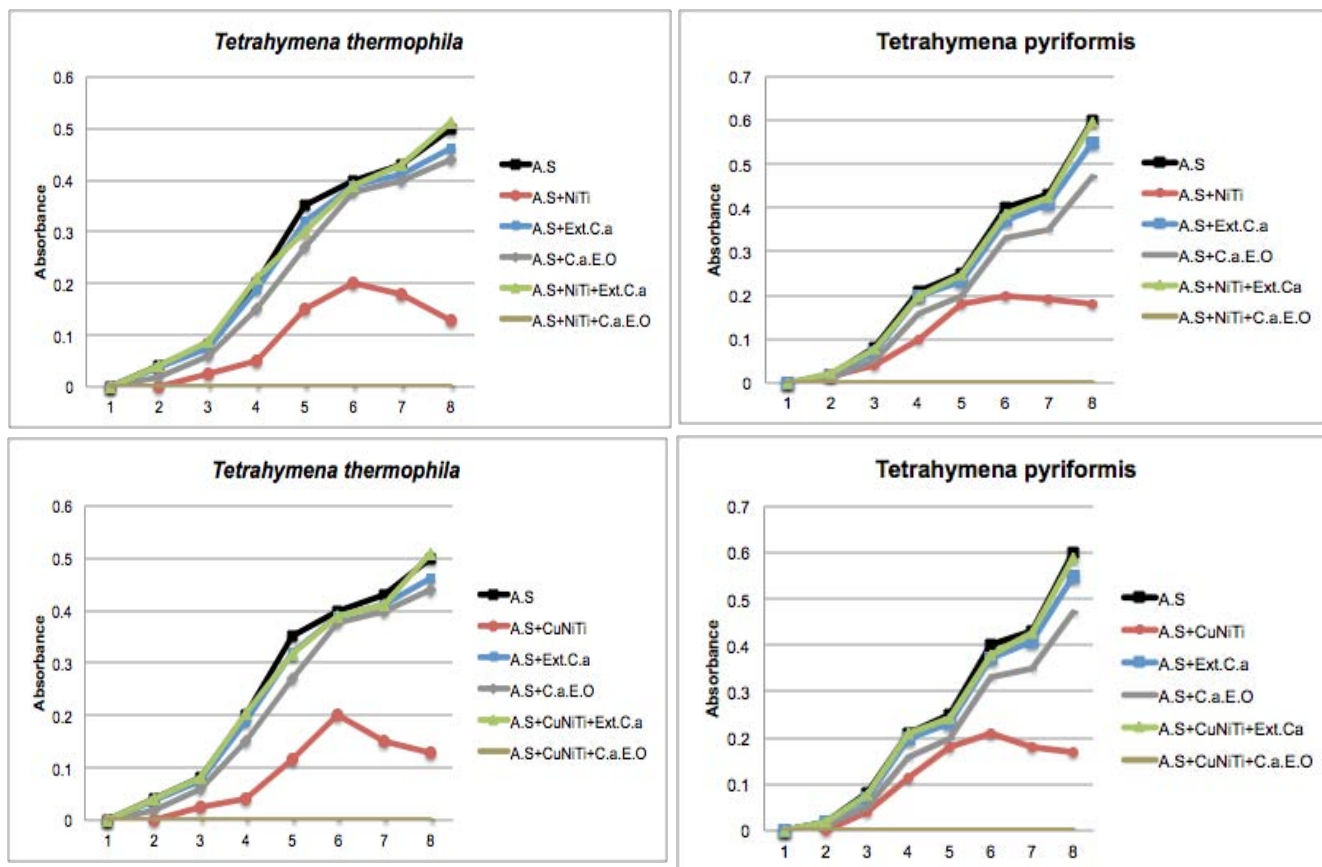 Tetrahymena thermophila
0.6
0.5
0.4
0.3
0.2
0.1
0
Absorbance
1 2 3 4 5 6 7 8
A.S
A.S+NiTi
A.S+Ext.C.a
A.S+C.a.E.O
A.S+NiTi+Ext.C.a
A.S+NiTi+C.a.E.O
Tetrahymena pyriformis
0.7
0.6
0.5
0.4
0.3
0.2
0.1
0
Absorbance
1 2 3 4 5 6 7 8
A.S
A.S+NiTi
A.S+Ext.C.a
A.S+C.a.E.O
A.S+NiTi+Ext.Ca
A.S+NiTi+C.a.E.O
Tetrahymena thermophila
0.6
0.5
0.4
0.3
0.2
0.1
0
Absorbance
1 2 3 4 5 6 7 8
A.S
A.S+CuNiTi
A.S+Ext.C.a
A.S+C.a.E.O
A.S+CuNiTi+Ext.C.a
A.S+CuNiTi+C.a.E.O
Tetrahymena pyriformis
0.7
0.6
0.5
0.4
0.3
0.2
0.1
0
Absorbance
1 2 3 4 5 6 7 8
A.S
A.S+CuNiTi
A.S+Ext.C.a
A.S+C.a.E.O
A.S+CuNiTi+Ext.Ca
A.S+CuNiTi+C.a.E.O